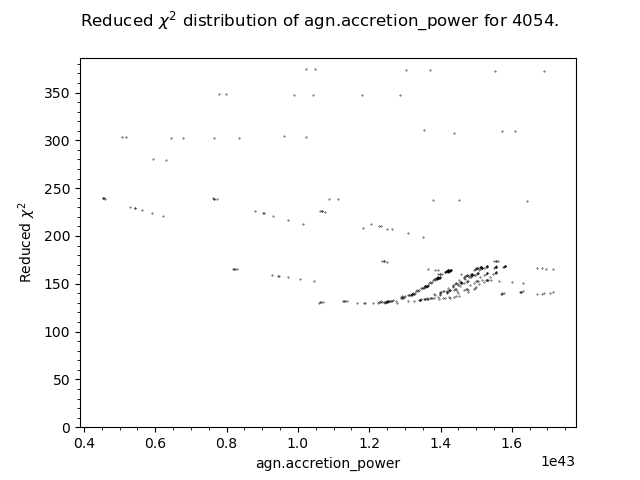 Reduced χ² distribution of agn.accretion_power for 4054.
Reduced χ²
350
300
250
200
150
100
50
0
0.4 0.6 0.8 1.0 1.2 1.4 1.6
1e43
agn.accretion_power